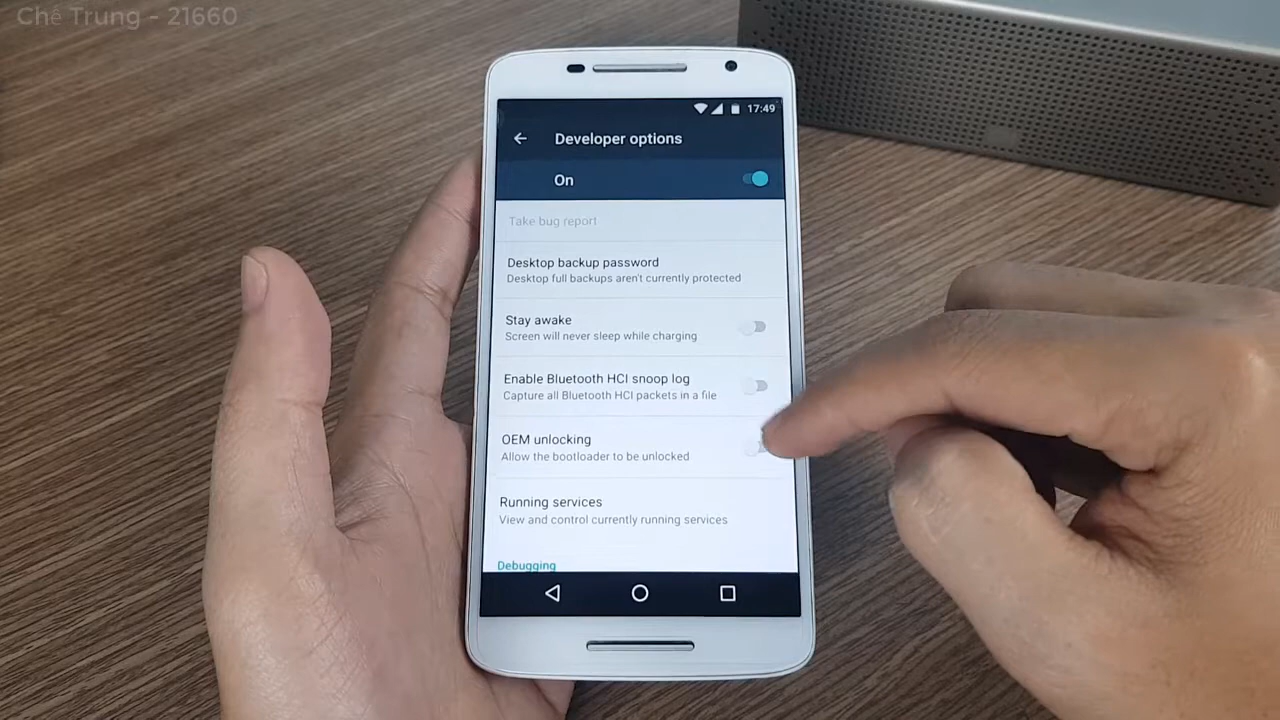 Chế Trung - 21660
17:49
Developer options
On
Take bug report
Desktop backup password
Desktop full backups aren't currently protected
Stay awake
Screen will never sleep while charging
Enable Bluetooth HCI snoop log
Capture all Bluetooth HCI packets in a file
OEM unlocking
Allow the bootloader to be unlocked
Running services
View and control currently running services
Debugging